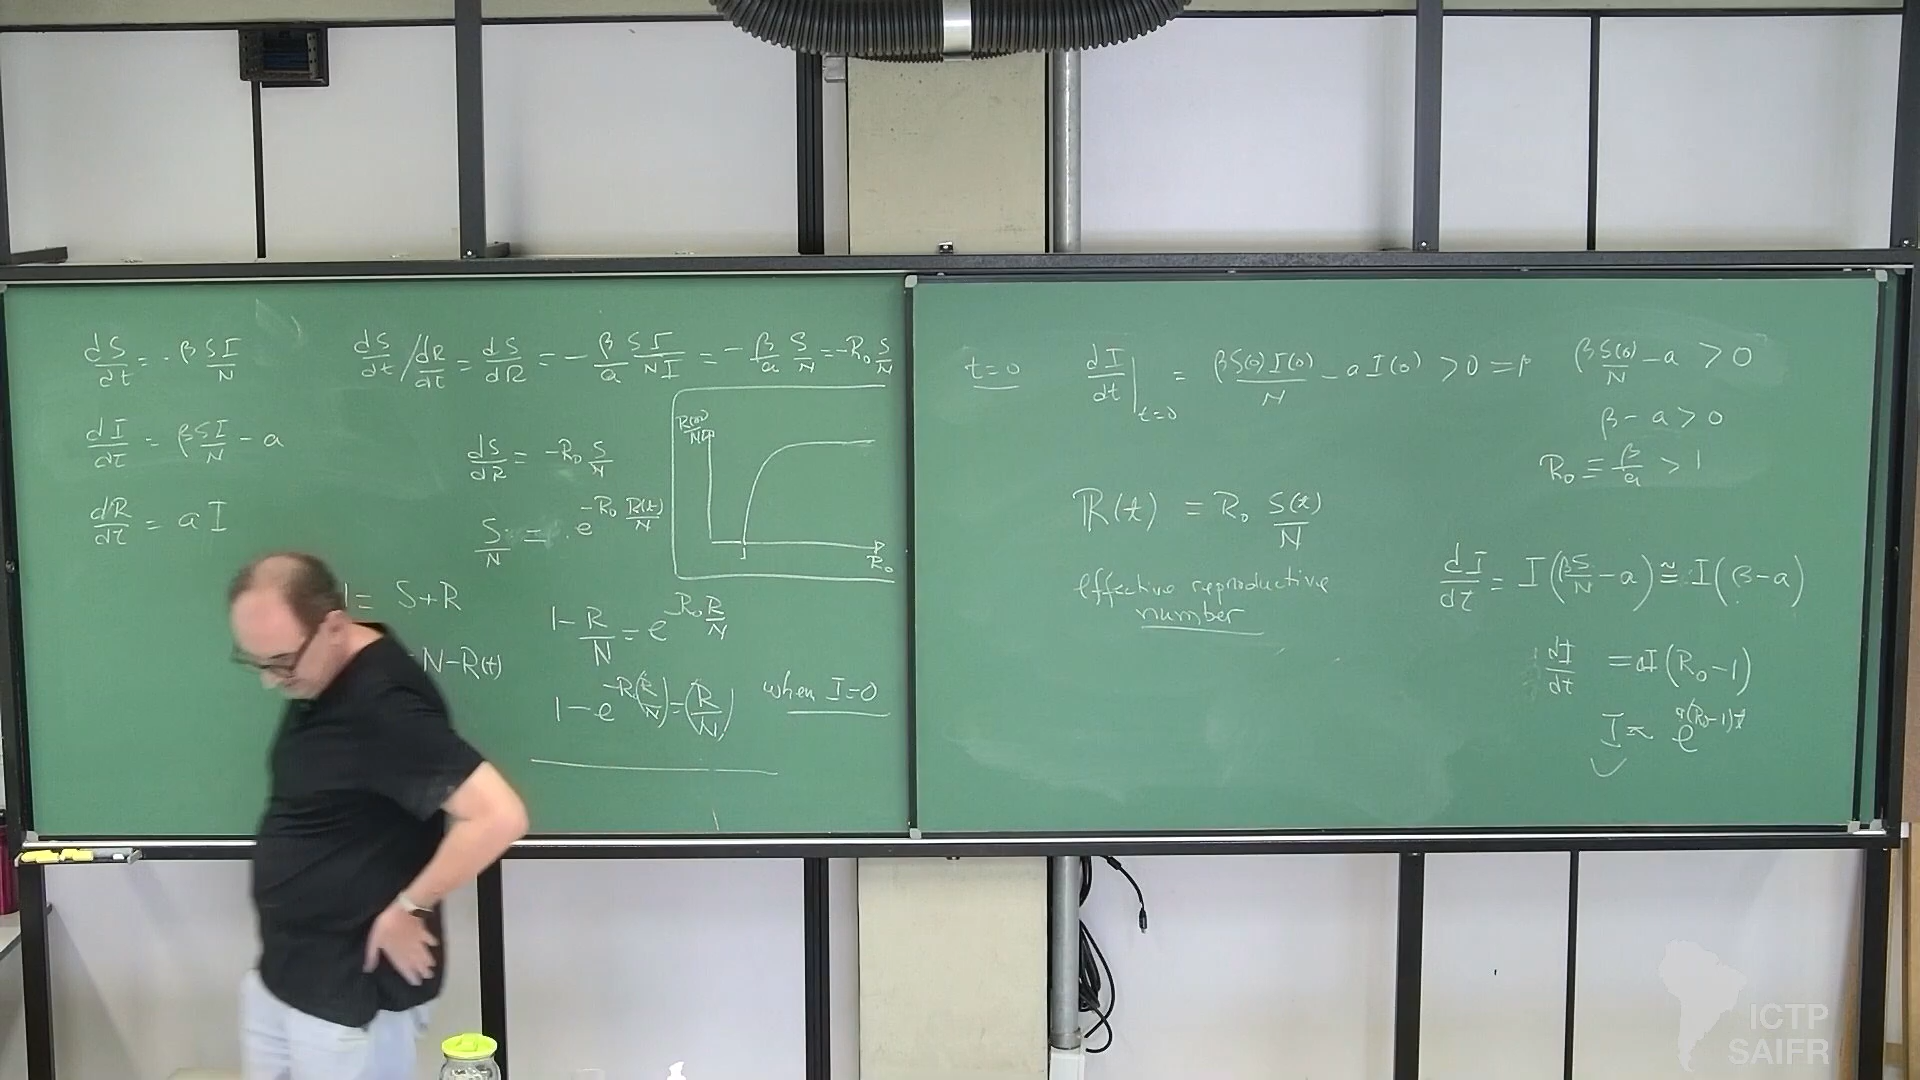 dS/dt = -βSI/N
dS/dt / dR/dt = dS/dR = -β/a SI/NI = -β/a S/N = -R₀ S/N
dI/dt = βSI/N - a
dR/dt = a I
dS/dR = -R₀ S/N
S/N = e^(-R₀ R(t)/N)
R(∞)/N
1
R₀
= S+R
N-R(t)
1 - R/N = e^(-R₀ R/N)
1 - e^(-R(R/N)) = (R/N)
when I=0
t=0
dI/dt |t=0 = βS(0)I(0)/N - aI(0) > 0 ⇒
βS(0)/N - a > 0
β - a > 0
R₀ ≡ β/a > 1
R(t) = R₀ S(t)/N
effective reproductive
number
dI/dt = I(βS/N - a) ≅ I(β-a)
dI/dt = aI(R₀-1)
I ∝ e^(a(R₀-1)t)
ICTP
SAIFR